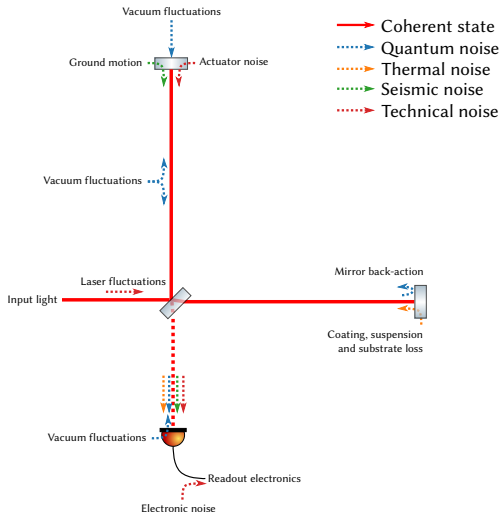 Vacuum fluctuations
Coherent state
Quantum noise
Thermal noise
Seismic noise
Technical noise
Ground motion
Actuator noise
Vacuum fluctuations
Laser fluctuations
Input light
Mirror back-action
Coating, suspension
and substrate loss
Vacuum fluctuations
Readout electronics
Electronic noise